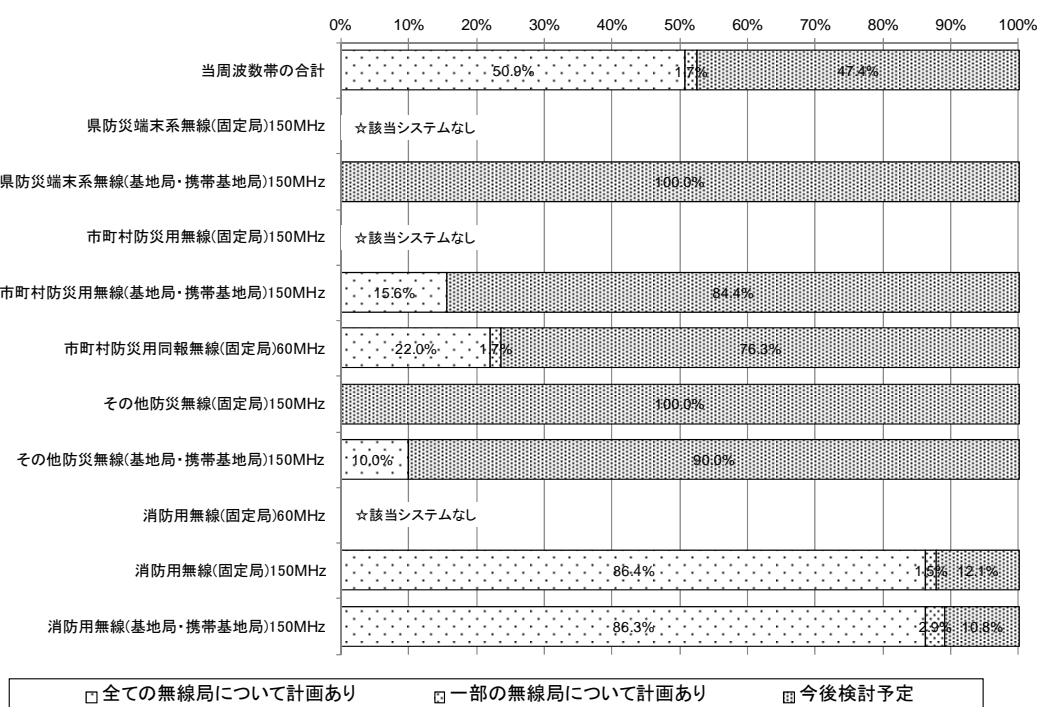 0% 10% 20% 30% 40% 50% 60% 70% 80% 90% 100%
当周波数帯の合計 50.9% 1.7% 47.4%
県防災端末系無線(固定局)150MHz ☆該当システムなし
県防災端末系無線(基地局・携帯基地局)150MHz 100.0%
市町村防災用無線(固定局)150MHz ☆該当システムなし
市町村防災用無線(基地局・携帯基地局)150MHz 15.6% 84.4%
市町村防災用同報無線(固定局)60MHz 22.0% 1.7% 76.3%
その他防災無線(固定局)150MHz 100.0%
その他防災無線(基地局・携帯基地局)150MHz 10.0% 90.0%
消防用無線(固定局)60MHz ☆該当システムなし
消防用無線(固定局)150MHz 86.4% 1.5% 12.1%
消防用無線(基地局・携帯基地局)150MHz 86.3% 2.9% 10.8%
全ての無線局について計画あり 一部の無線局について計画あり 今後検討予定